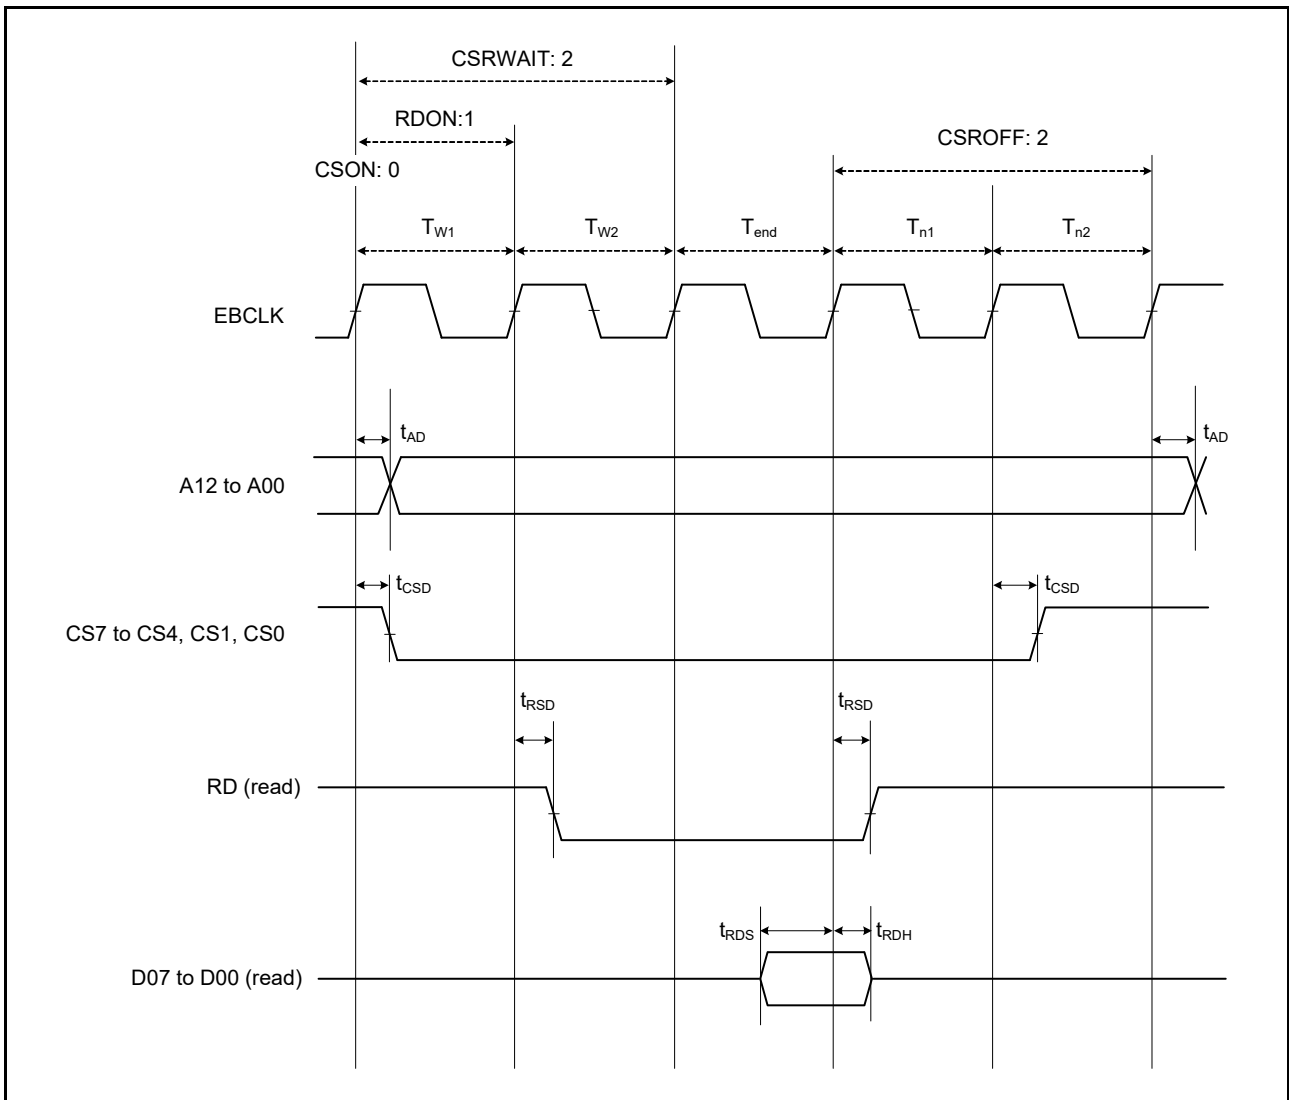 CSRWAIT: 2
RDON:1
CSROFF: 2
CSON: 0
TW1 TW2 Tend Tn1 Tn2
EBCLK
tAD tAD
A12 to A00
tCSD tCSD
CS7 to CS4, CS1, CS0
tRSD tRSD
RD (read)
tRDS tRDH
D07 to D00 (read)